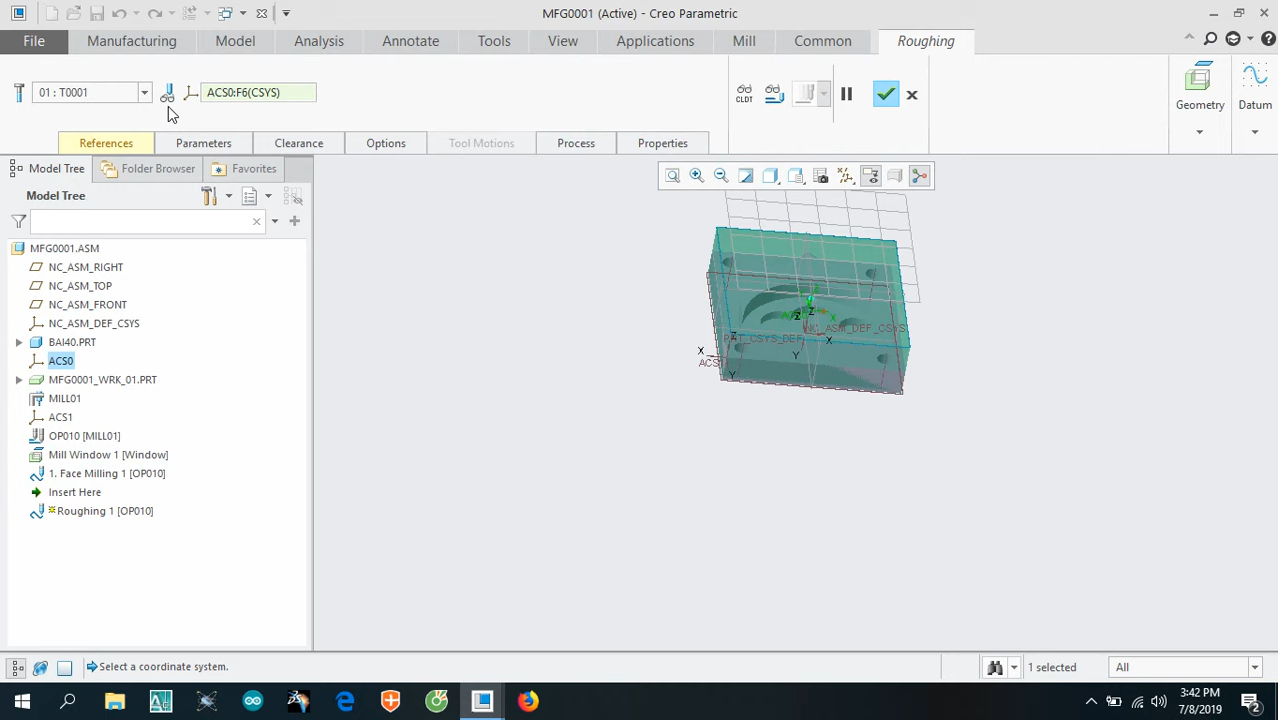 MFG0001 (Active) - Creo Parametric
File
Manufacturing
Model
Analysis
Annotate
Tools
View
Applications
Mill
Common
Roughing
01 : T0001
ACS0:F6(CSYS)
CLDT
Geometry
Datum
References
Parameters
Clearance
Options
Tool Motions
Process
Properties
Model Tree
Folder Browser
Favorites
Model Tree
MFG0001.ASM
NC_ASM_RIGHT
NC_ASM_TOP
NC_ASM_FRONT
NC_ASM_DEF_CSYS
BAI40.PRT
ACS0
MFG0001_WRK_01.PRT
MILL01
ACS1
OP010 [MILL01]
Mill Window 1 [Window]
1. Face Milling 1 [OP010]
Insert Here
Roughing 1 [OP010]
Z
X
NC_ASM_DEF_CSYS
PRT_CSYS_DEF
Z
X
Y
X
Y
Select a coordinate system.
1 selected
All
3:42 PM
7/8/2019
2